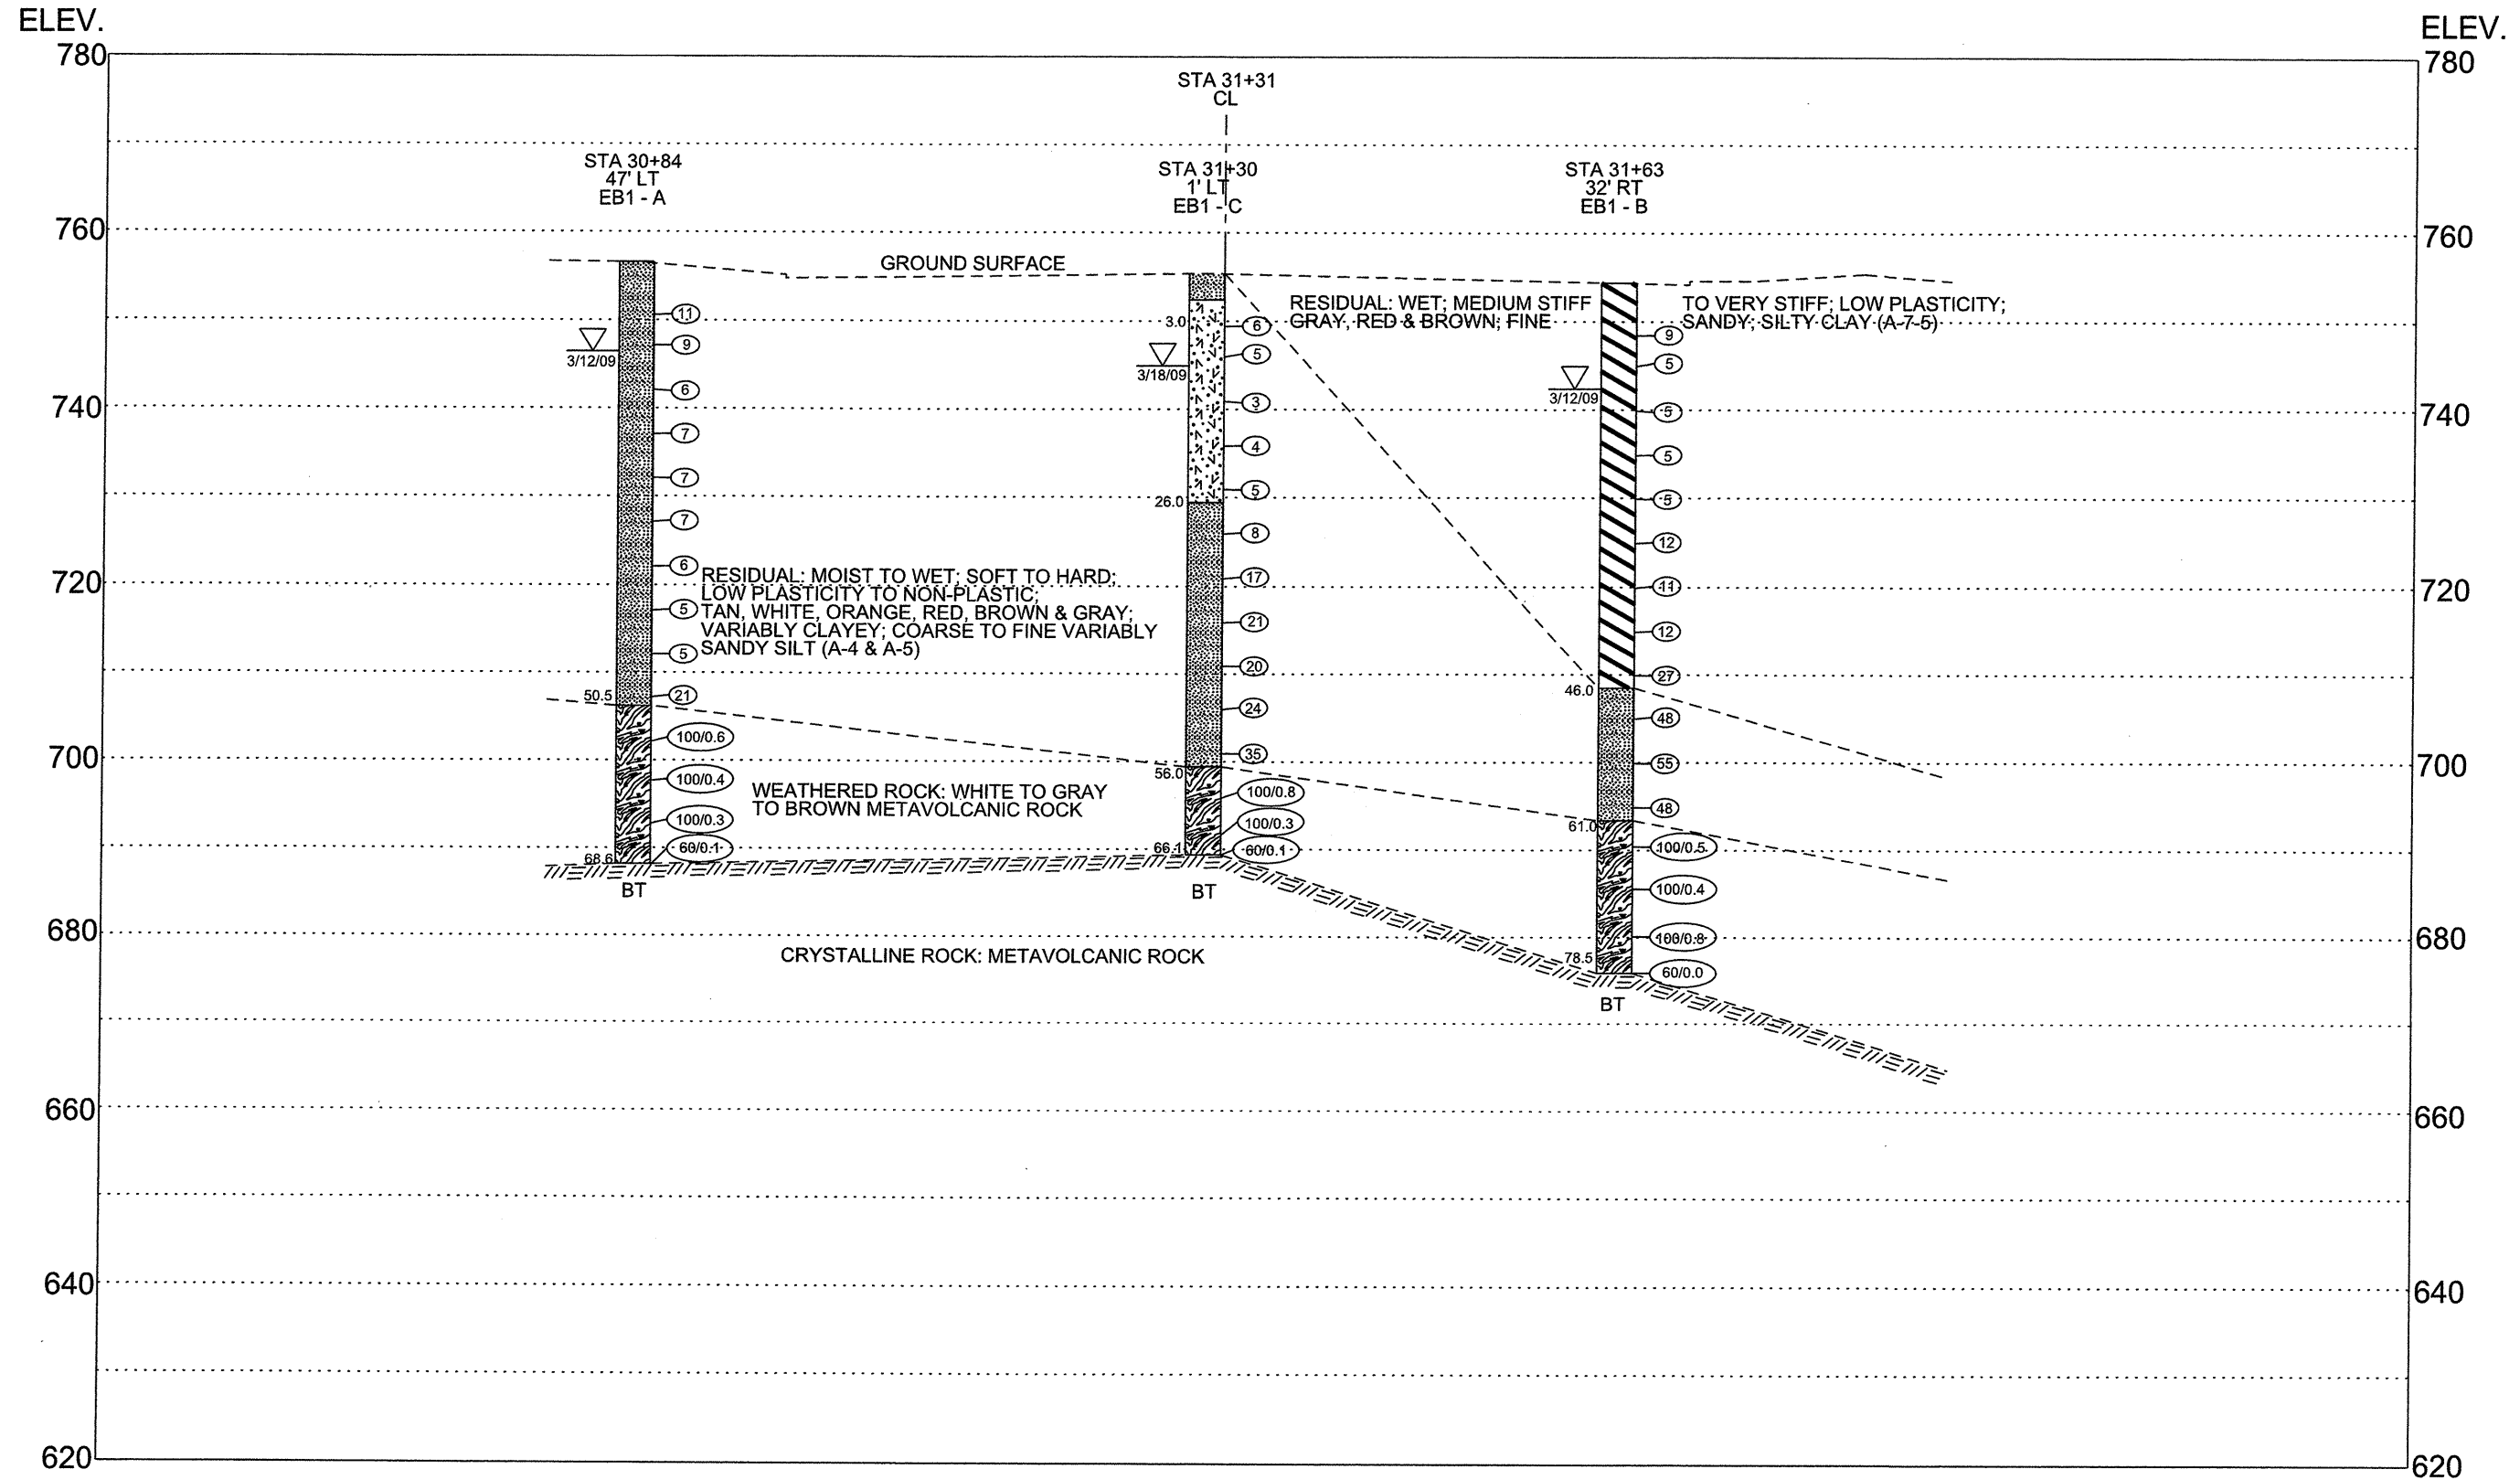 ELEV.
ELEV.
780
780
STA 31+31
CL
STA 30+84
47' LT
EB1 - A
STA 31+30
1' LT
EB1 - C
STA 31+63
32' RT
EB1 - B
760
760
GROUND SURFACE
RESIDUAL: WET; MEDIUM STIFF
GRAY, RED & BROWN; FINE
TO VERY STIFF; LOW PLASTICITY;
SANDY; SILTY CLAY (A-7-5)
11
9
3/12/09
6
7
7
7
6
5
5
50.5
21
100/0.6
100/0.4
100/0.3
68.6
60/0.1
BT
3.0
6
5
3/18/09
3
4
26.0
5
8
17
21
20
24
35
56.0
100/0.8
100/0.3
66.1
60/0.1
BT
9
5
3/12/09
5
5
5
12
11
12
27
46.0
48
55
48
61.0
100/0.5
100/0.4
100/0.8
78.5
60/0.0
BT
740
740
720
720
RESIDUAL: MOIST TO WET; SOFT TO HARD;
LOW PLASTICITY TO NON-PLASTIC;
TAN, WHITE, ORANGE, RED, BROWN & GRAY;
VARIABLY CLAYEY; COARSE TO FINE VARIABLY
SANDY SILT (A-4 & A-5)
700
700
WEATHERED ROCK: WHITE TO GRAY
TO BROWN METAVOLCANIC ROCK
680
680
CRYSTALLINE ROCK: METAVOLCANIC ROCK
660
660
640
640
620
620